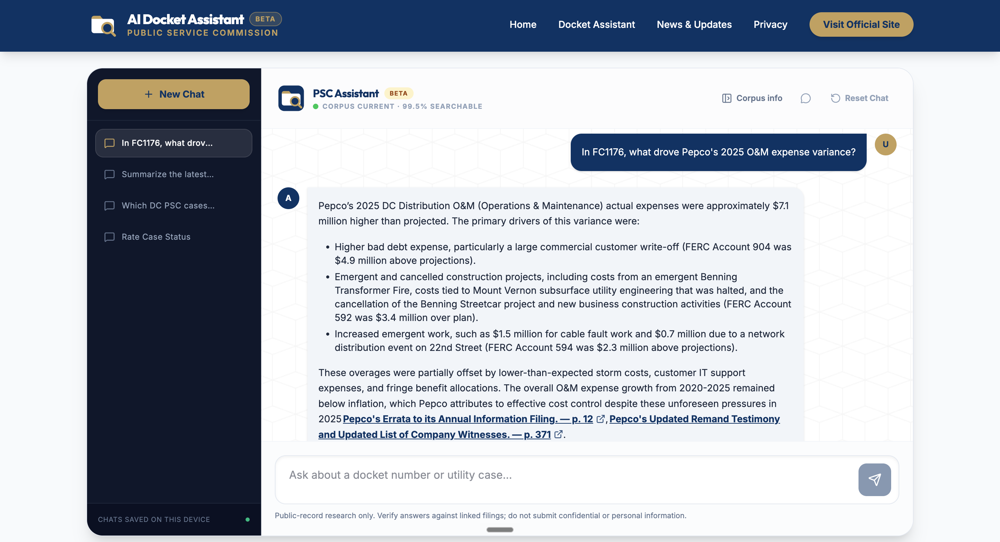 AI Docket Assistant BETA
PUBLIC SERVICE COMMISSION
Home Docket Assistant News & Updates Privacy Visit Official Site
+ New Chat
In FC1176, what drov...
Summarize the latest...
Which DC PSC cases...
Rate Case Status
CHATS SAVED ON THIS DEVICE
PSC Assistant BETA
CORPUS CURRENT · 99.5% SEARCHABLE
Corpus info
Reset Chat
In FC1176, what drove Pepco's 2025 O&M expense variance?
U
A
Pepco’s 2025 DC Distribution O&M (Operations & Maintenance) actual expenses were approximately $7.1
million higher than projected. The primary drivers of this variance were:
• Higher bad debt expense, particularly a large commercial customer write-off (FERC Account 904 was
$4.9 million above projections).
• Emergent and cancelled construction projects, including costs from an emergent Benning
Transformer Fire, costs tied to Mount Vernon subsurface utility engineering that was halted, and the
cancellation of the Benning Streetcar project and new business construction activities (FERC Account
592 was $3.4 million over plan).
• Increased emergent work, such as $1.5 million for cable fault work and $0.7 million due to a network
distribution event on 22nd Street (FERC Account 594 was $2.3 million above projections).
These overages were partially offset by lower-than-expected storm costs, customer IT support
expenses, and fringe benefit allocations. The overall O&M expense growth from 2020-2025 remained
below inflation, which Pepco attributes to effective cost control despite these unforeseen pressures in
2025 Pepco's Errata to its Annual Information Filing. — p. 12 , Pepco's Updated Remand Testimony
and Updated List of Company Witnesses. — p. 371 .
Ask about a docket number or utility case...
Public-record research only. Verify answers against linked filings; do not submit confidential or personal information.